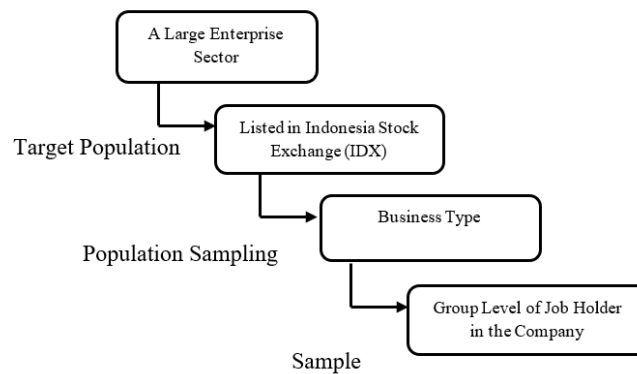 A Large Enterprise
Sector
Listed in Indonesia Stock
Exchange (IDX)
Target Population
Business Type
Population Sampling
Group Level of Job Holder
in the Company
Sample